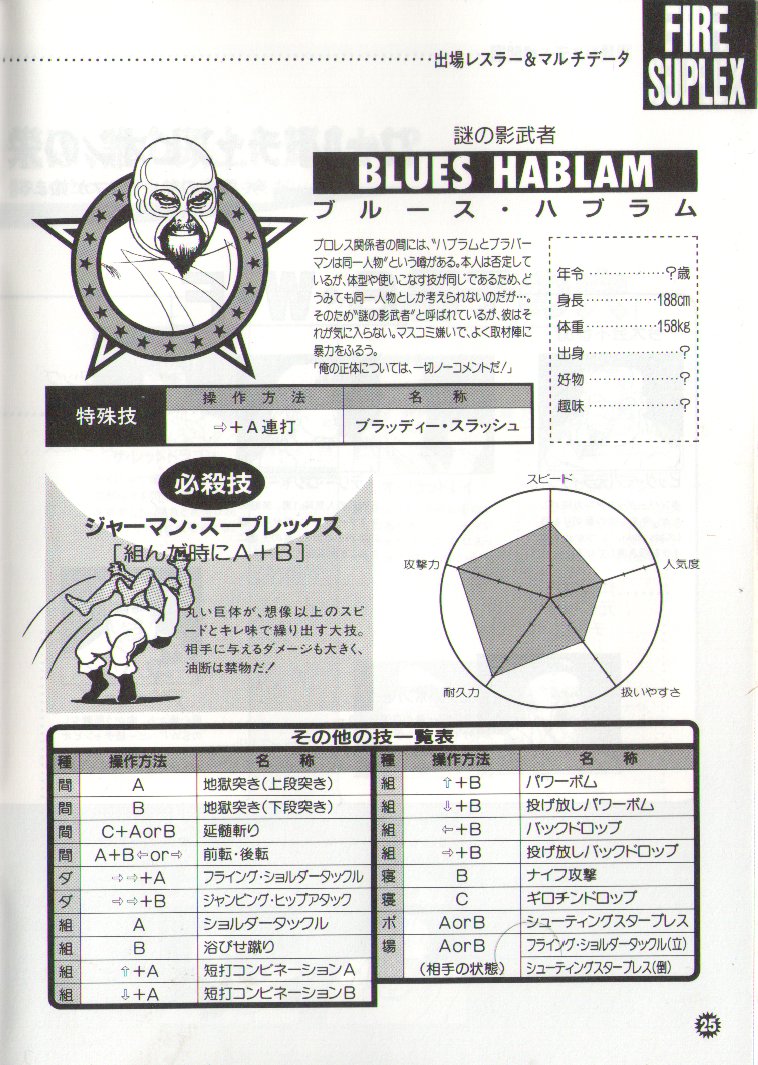 出場レスラー&マルチデータ
FIRE
SUPLEX
謎の影武者
BLUES HABLAM
ブルース・ハブラム
プロレス関係者の間には、"ハブラムとブラバー
マンは同一人物"という噂がある。本人は否定して
いるが、体型や使いこなす技が同じであるため、ど
うみても同一人物としか考えられないのだが…。
そのため"謎の影武者"と呼ばれているが、彼はそ
れが気に入らない。マスコミ嫌いで、よく取材陣に
暴力をふるう。
「俺の正体については、一切ノーコメントだ!」
年令……………?歳
身長……………188cm
体重……………158kg
出身……………?
好物……………?
趣味……………?
特殊技
操作方法 名称
⇨+A連打 ブラッディー・スラッシュ
必殺技
ジャーマン・スープレックス
[組んだ時にA+B]
丸い巨体が、想像以上のスピ
ードとキレ味で繰り出す大技。
相手に与えるダメージも大きく、
油断は禁物だ!
スピード
攻撃力
人気度
耐久力
扱いやすさ
その他の技一覧表
種 操作方法 名称
間 A 地獄突き(上段突き)
間 B 地獄突き(下段突き)
間 C+AorB 延髄斬り
間 A+B⇦or⇨ 前転・後転
ダ ⇨⇨+A フライング・ショルダータックル
ダ ⇨⇨+B ジャンピング・ヒップアタック
組 A ショルダータックル
組 B 浴びせ蹴り
組 ⇧+A 短打コンビネーションA
組 ⇩+A 短打コンビネーションB
種 操作方法 名称
組 ⇧+B パワーボム
組 ⇩+B 投げ放しパワーボム
組 ⇦+B バックドロップ
組 ⇨+B 投げ放しバックドロップ
寝 B ナイフ攻撃
寝 C ギロチンドロップ
ポ AorB シューティングスタープレス
場 AorB フライング・ショルダータックル(立)
(相手の状態) シューティングスタープレス(倒)
25